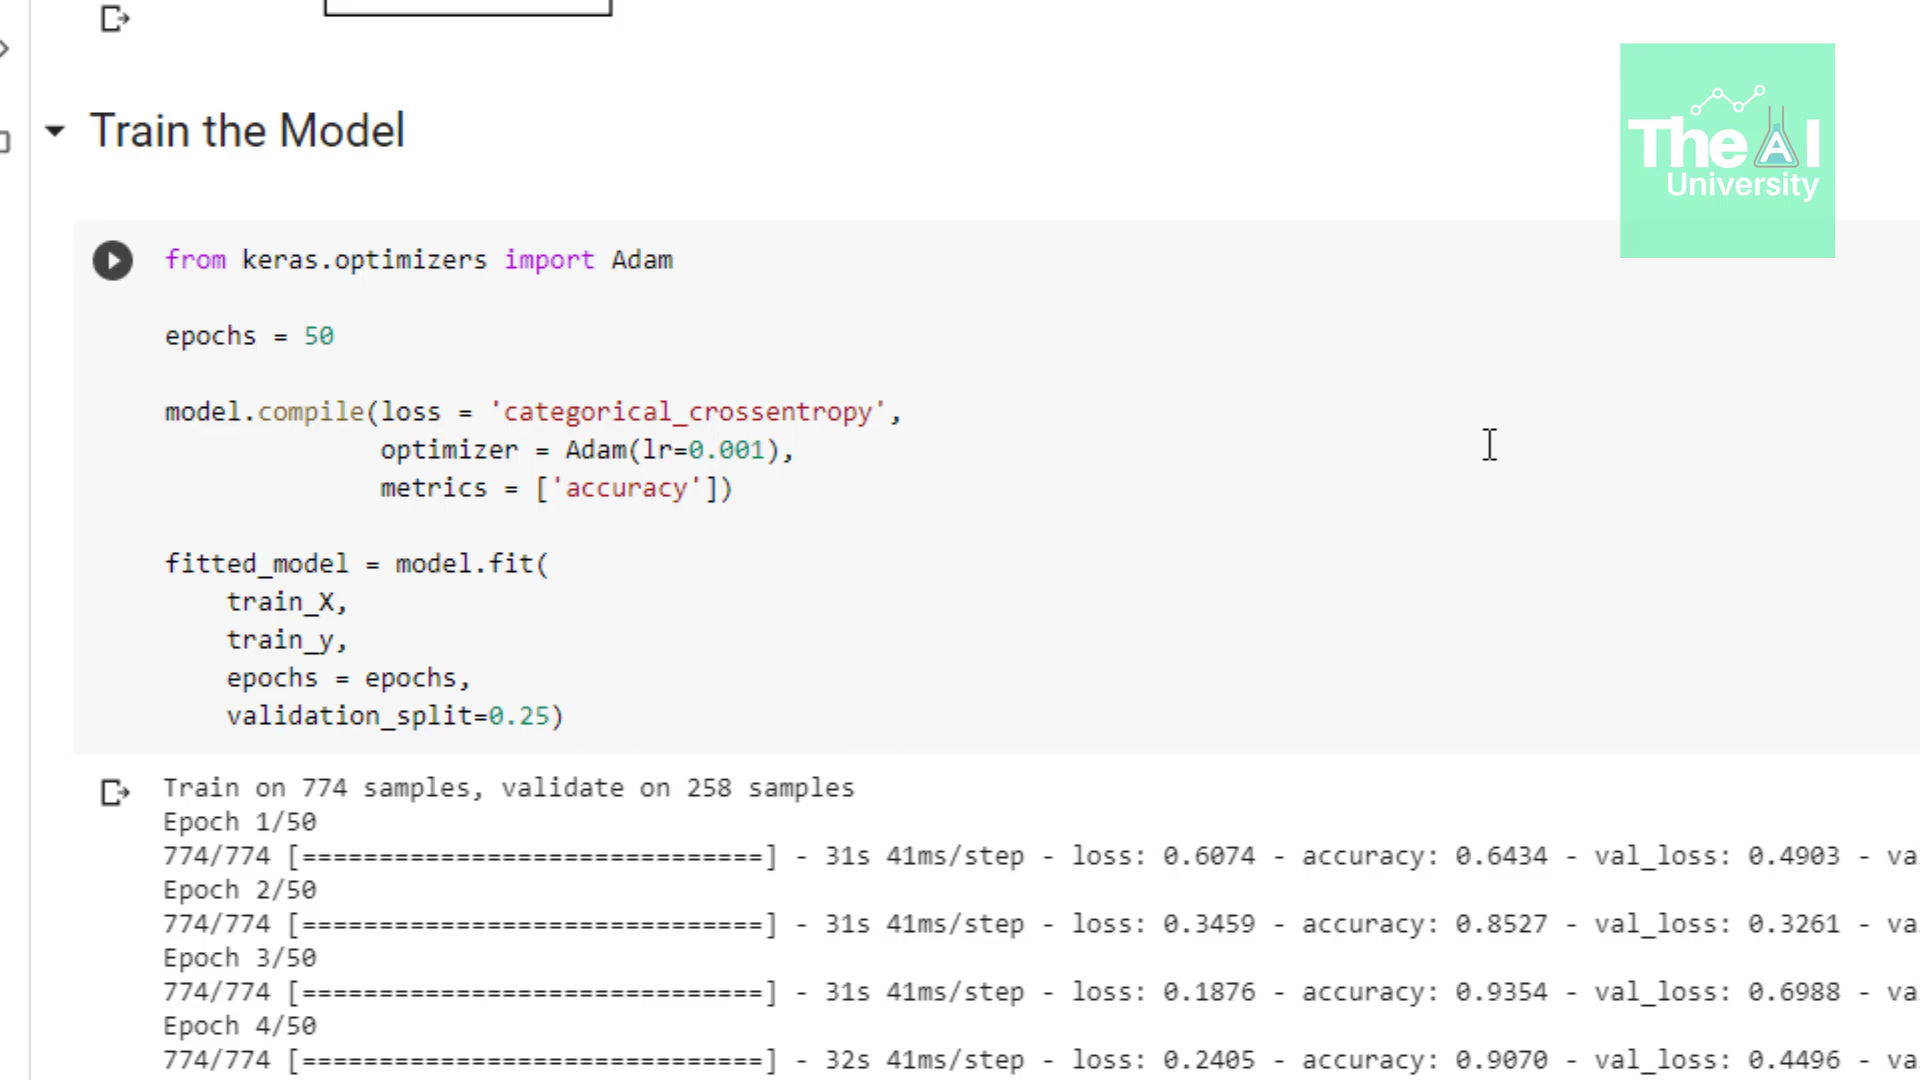 The AI
University
Train the Model
from keras.optimizers import Adam
epochs = 50
model.compile(loss = 'categorical_crossentropy',
optimizer = Adam(lr=0.001),
metrics = ['accuracy'])
fitted_model = model.fit(
train_X,
train_y,
epochs = epochs,
validation_split=0.25)
Train on 774 samples, validate on 258 samples
Epoch 1/50
774/774 [==============================] - 31s 41ms/step - loss: 0.6074 - accuracy: 0.6434 - val_loss: 0.4903 - va
Epoch 2/50
774/774 [==============================] - 31s 41ms/step - loss: 0.3459 - accuracy: 0.8527 - val_loss: 0.3261 - va
Epoch 3/50
774/774 [==============================] - 31s 41ms/step - loss: 0.1876 - accuracy: 0.9354 - val_loss: 0.6988 - va
Epoch 4/50
774/774 [==============================] - 32s 41ms/step - loss: 0.2405 - accuracy: 0.9070 - val_loss: 0.4496 - va